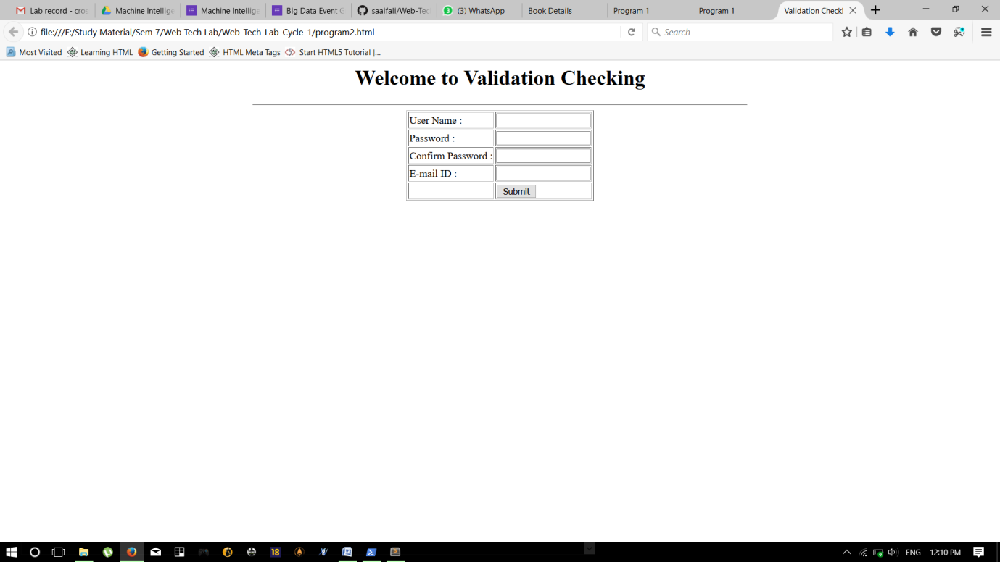 Lab record - cros
Machine Intellige
Machine Intellige
Big Data Event G
saaifali/Web-Tec
(3) WhatsApp
Book Details
Program 1
Program 1
Validation Check!
file:///F:/Study Material/Sem 7/Web Tech Lab/Web-Tech-Lab-Cycle-1/program2.html
Search
Most Visited
Learning HTML
Getting Started
HTML Meta Tags
Start HTML5 Tutorial |...
Welcome to Validation Checking
User Name :
Password :
Confirm Password :
E-mail ID :
Submit
18
ENG
12:10 PM